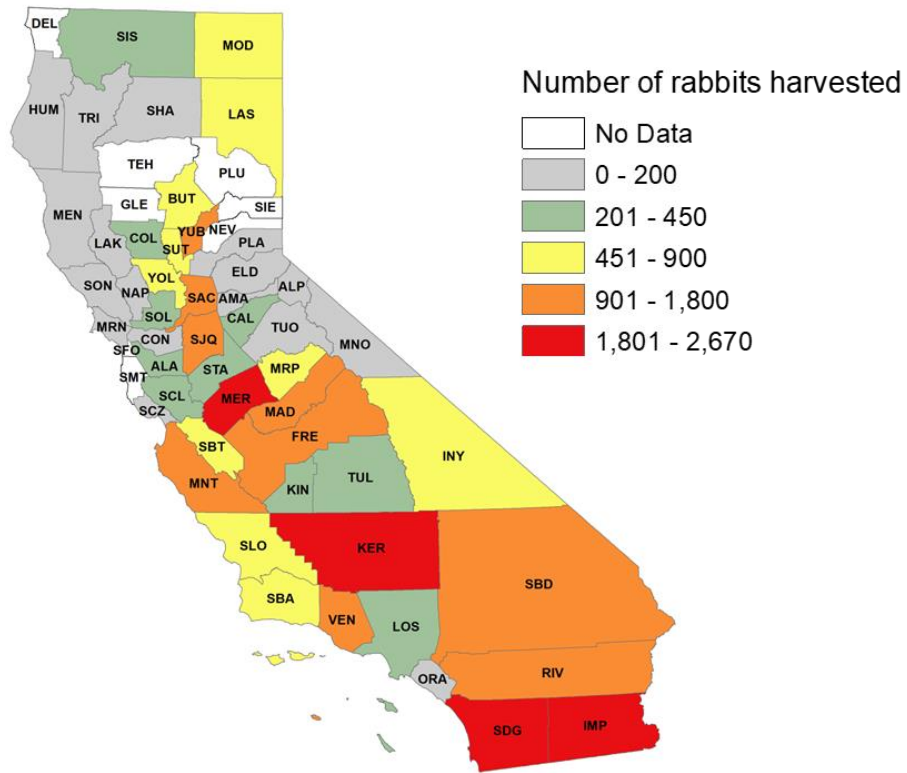 DEL
SIS
MOD
HUM
TRI
SHA
LAS
TEH
PLU
GLE
BUT
SIE
MEN
COL
YUB
NEV
LAK
SUT
PLA
YOL
ELD
SON
NAP
SAC
AMA
ALP
SOL
CAL
MRN
CON
SJQ
TUO
MNO
SFO
ALA
STA
SMT
SCL
MRP
SCZ
MER
MAD
SBT
FRE
INY
MNT
KIN
TUL
SLO
KER
SBA
SBD
VEN
LOS
ORA
RIV
SDG
IMP
Number of rabbits harvested
No Data
0 - 200
201 - 450
451 - 900
901 - 1,800
1,801 - 2,670